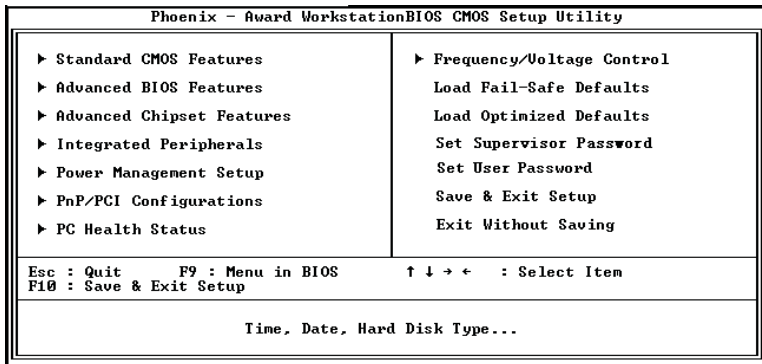 Phoenix - Award WorkstationBIOS CMOS Setup Utility
▶ Standard CMOS Features
▶ Advanced BIOS Features
▶ Advanced Chipset Features
▶ Integrated Peripherals
▶ Power Management Setup
▶ PnP/PCI Configurations
▶ PC Health Status
▶ Frequency/Voltage Control
Load Fail-Safe Defaults
Load Optimized Defaults
Set Supervisor Password
Set User Password
Save & Exit Setup
Exit Without Saving
Esc : Quit F9 : Menu in BIOS ↑ ↓ → ← : Select Item
F10 : Save & Exit Setup
Time, Date, Hard Disk Type...